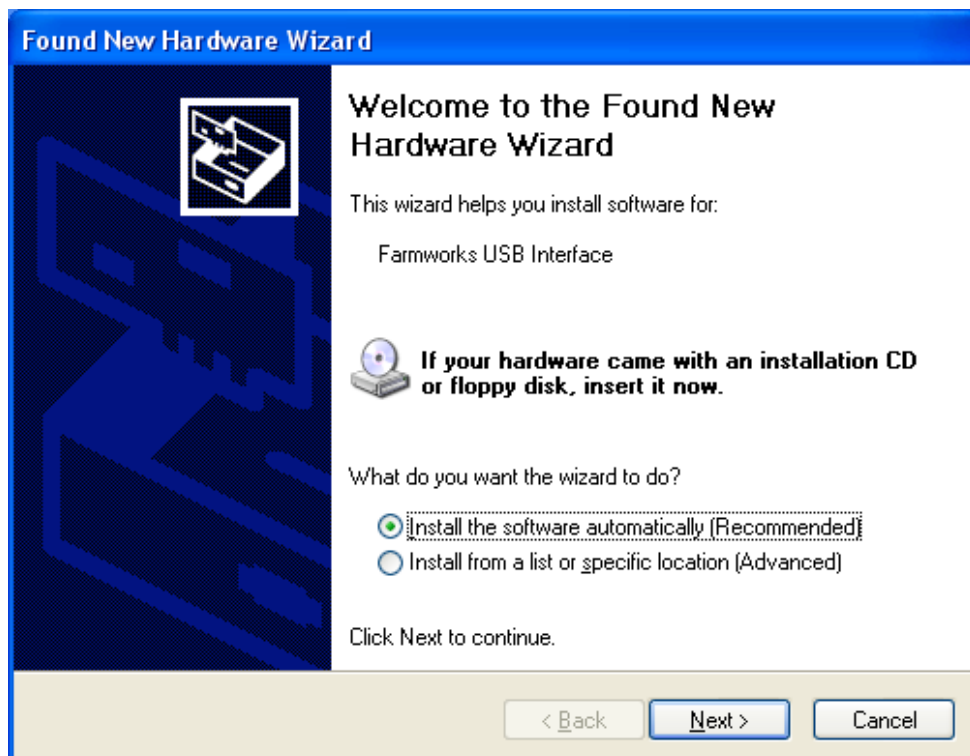 Found New Hardware Wizard
Welcome to the Found New
Hardware Wizard
This wizard helps you install software for:
Farmworks USB Interface
If your hardware came with an installation CD
or floppy disk, insert it now.
What do you want the wizard to do?
Install the software automatically (Recommended)
Install from a list or specific location (Advanced)
Click Next to continue.
< Back Next > Cancel